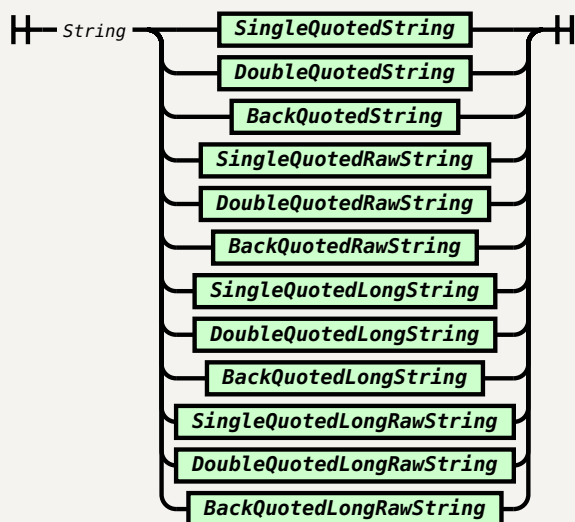 String
SingleQuotedString
DoubleQuotedString
BackQuotedString
SingleQuotedRawString
DoubleQuotedRawString
BackQuotedRawString
SingleQuotedLongString
DoubleQuotedLongString
BackQuotedLongString
SingleQuotedLongRawString
DoubleQuotedLongRawString
BackQuotedLongRawString